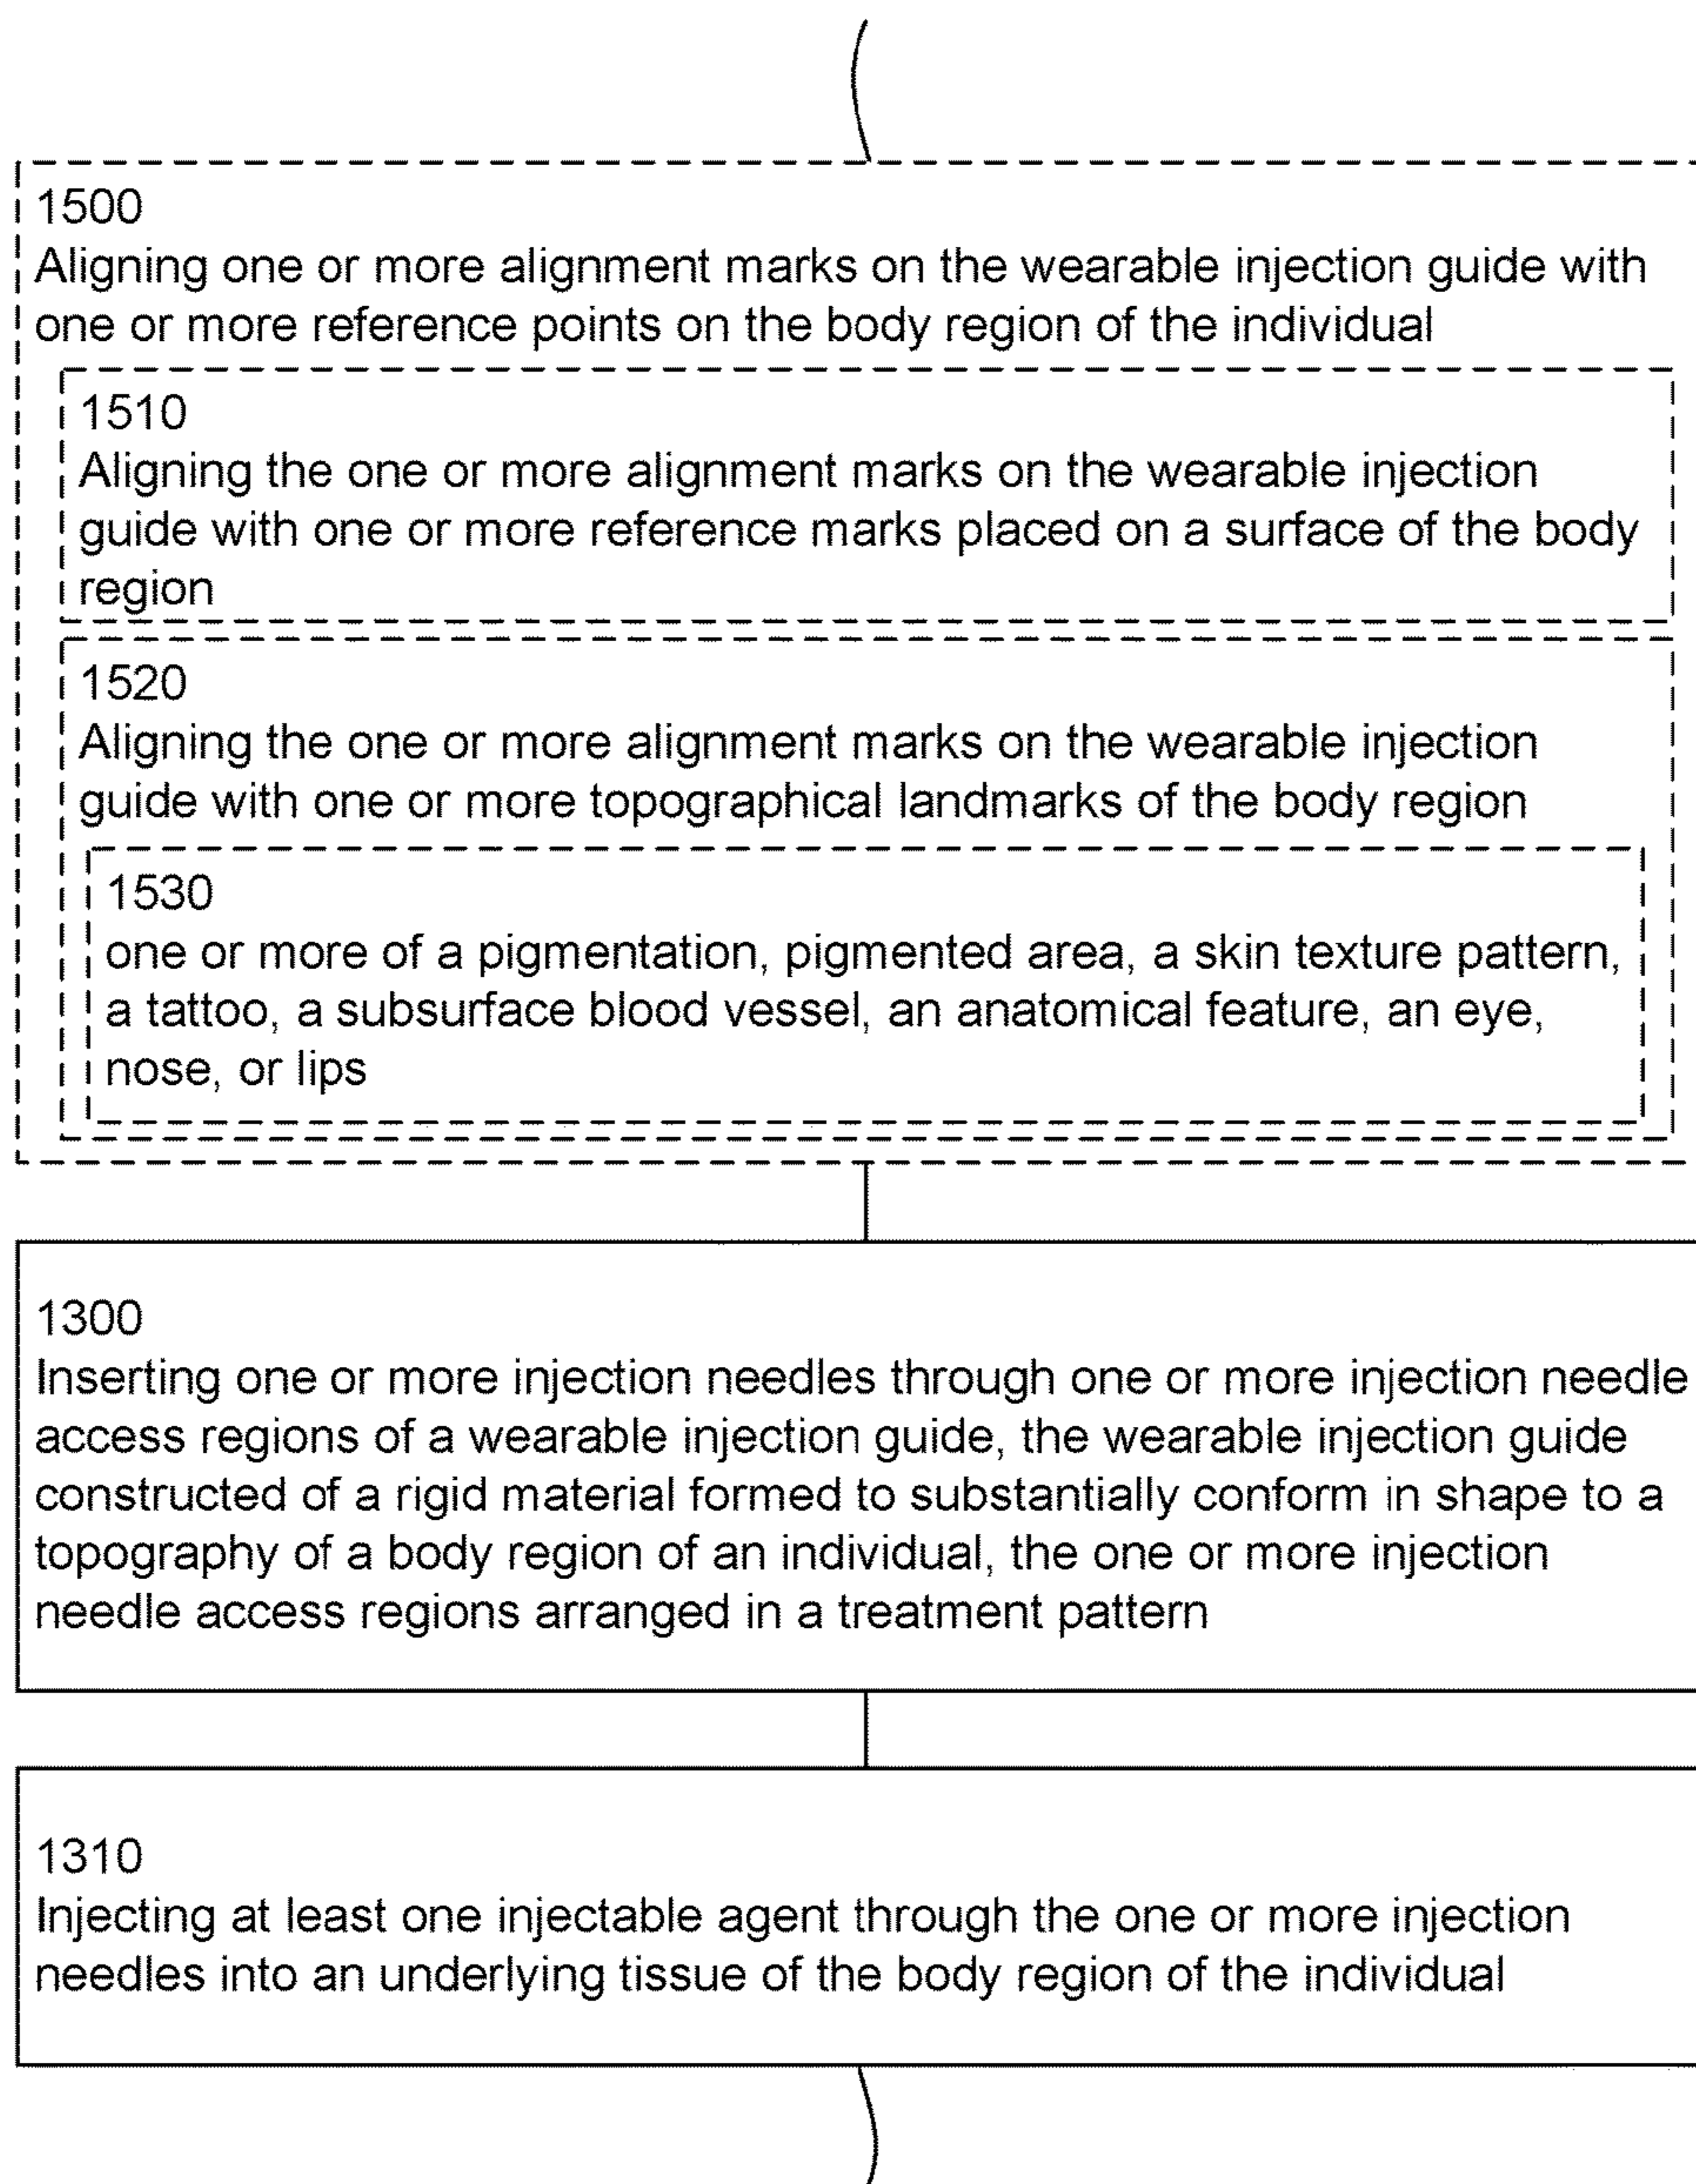 1500
Aligning one or more alignment marks on the wearable injection guide with
one or more reference points on the body region of the individual
1510
Aligning the one or more alignment marks on the wearable injection
guide with one or more reference marks placed on a surface of the body
region
1520
Aligning the one or more alignment marks on the wearable injection
guide with one or more topographical landmarks of the body region
1530
one or more of a pigmentation, pigmented area, a skin texture pattern,
a tattoo, a subsurface blood vessel, an anatomical feature, an eye,
nose, or lips
1300
Inserting one or more injection needles through one or more injection needle
access regions of a wearable injection guide, the wearable injection guide
constructed of a rigid material formed to substantially conform in shape to a
topography of a body region of an individual, the one or more injection
needle access regions arranged in a treatment pattern
1310
Injecting at least one injectable agent through the one or more injection
needles into an underlying tissue of the body region of the individual